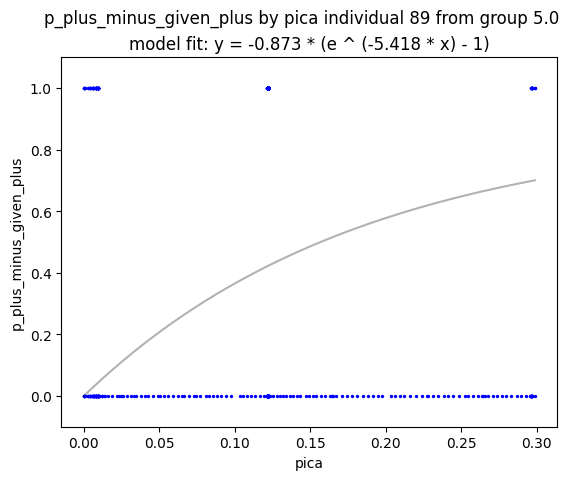 p_plus_minus_given_plus by pica individual 89 from group 5.0
model fit: y = -0.873 * (e ^ (-5.418 * x) - 1)
p_plus_minus_given_plus
1.0
0.8
0.6
0.4
0.2
0.0
0.00 0.05 0.10 0.15 0.20 0.25 0.30
pica